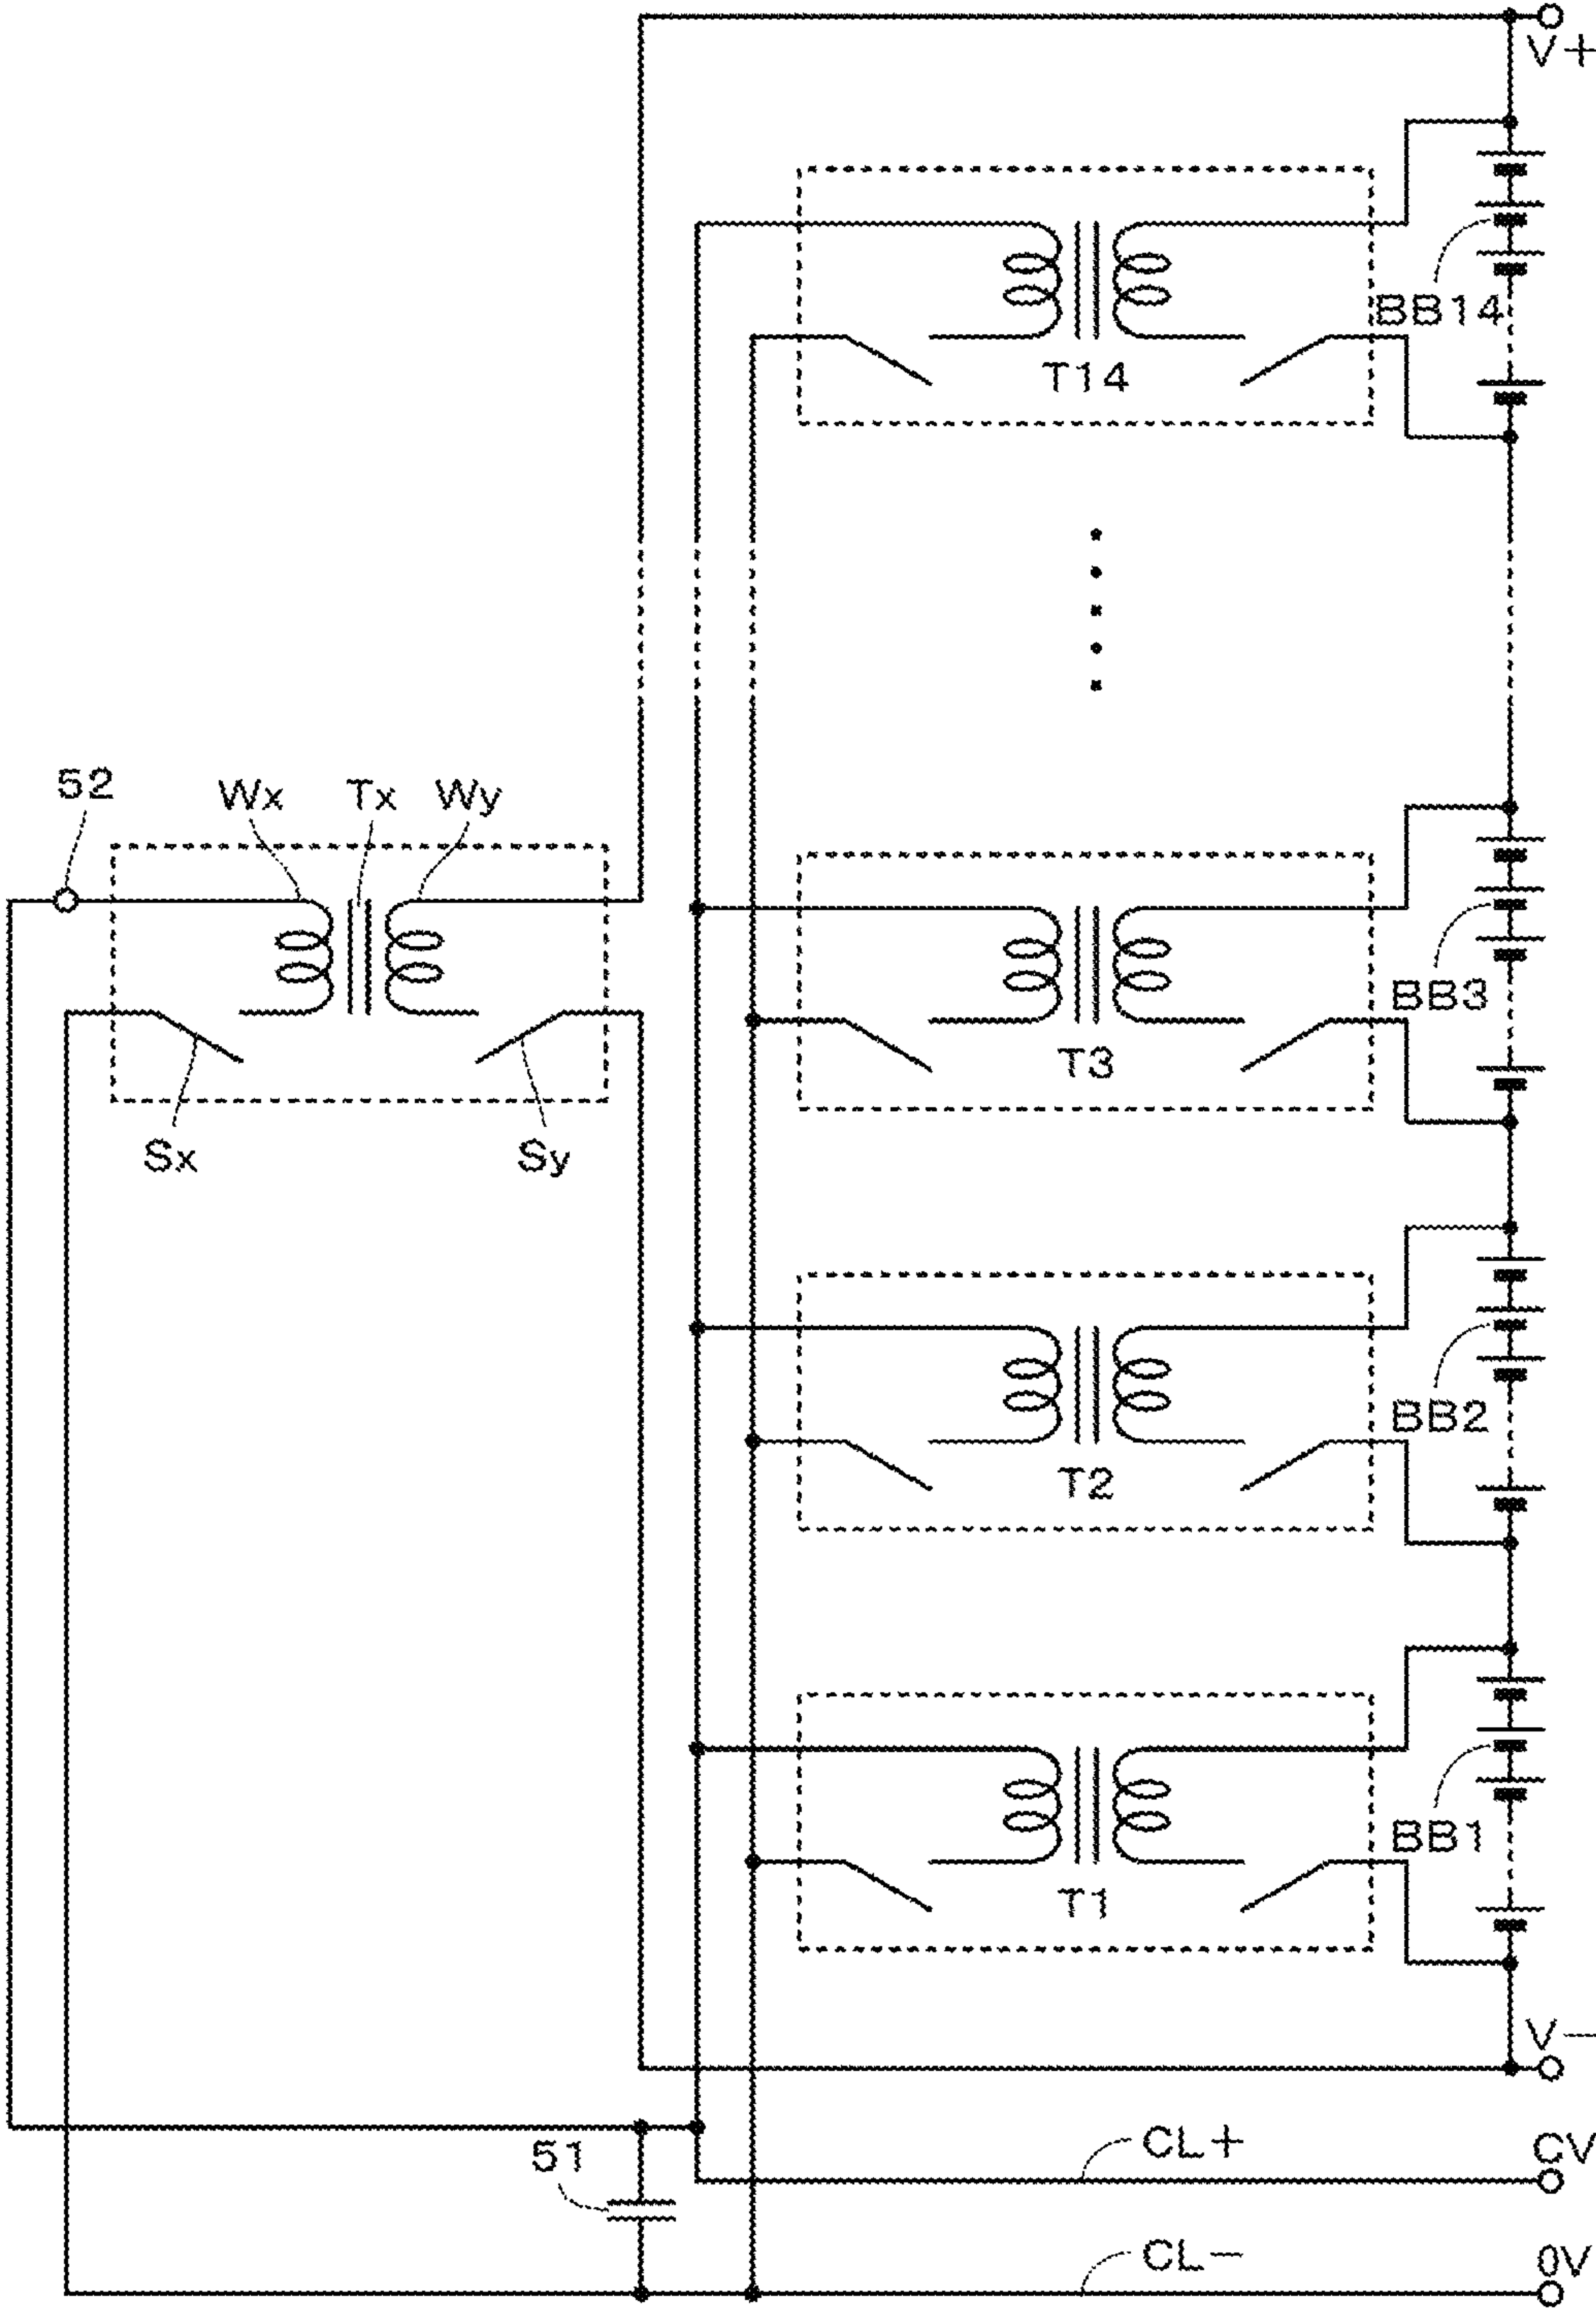 V+
BB14
T14
52
Wx
Tx
Wy
BB3
T3
Sx
Sy
BB2
T2
BB1
T1
V−
CL+
CV
51
CL−
0V